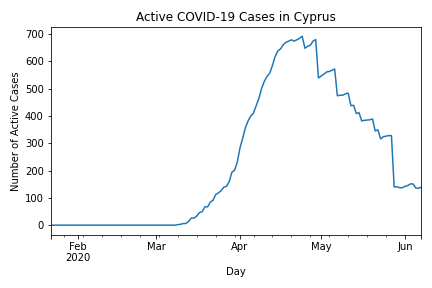 Active COVID-19 Cases in Cyprus
700
600
500
400
300
200
100
0
Number of Active Cases
Feb
2020
Mar
Apr
May
Jun
Day